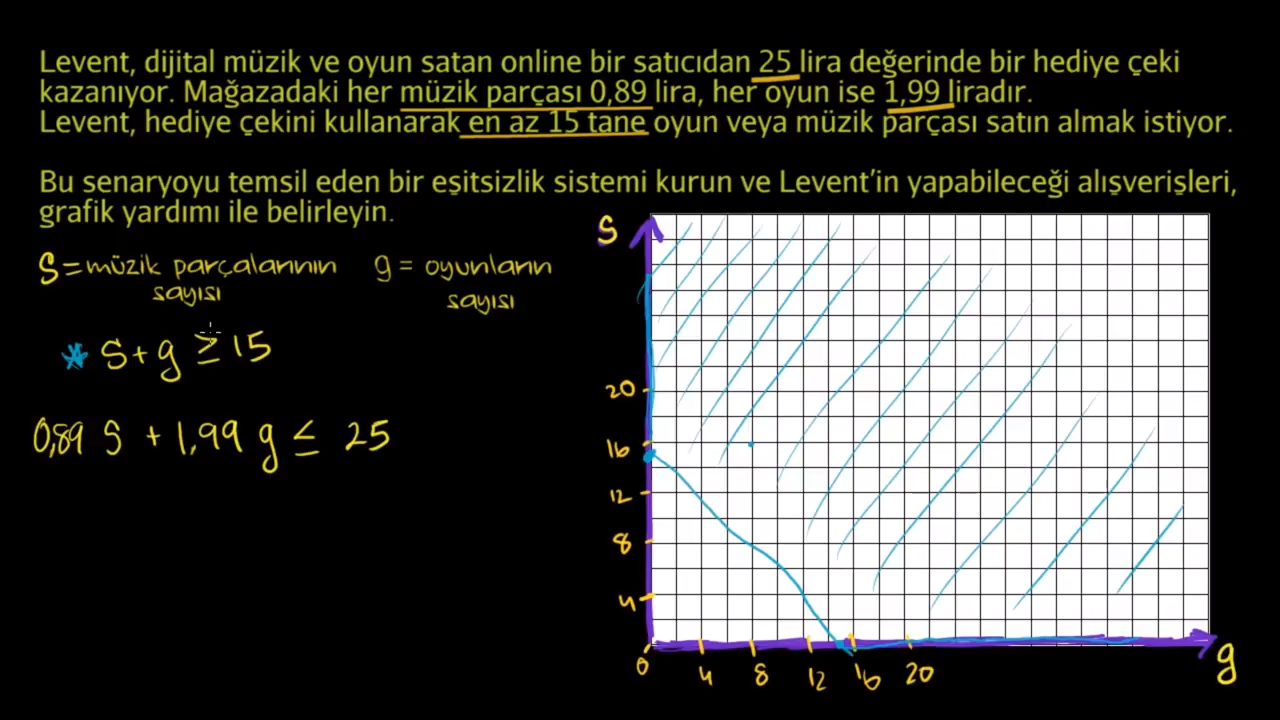 Levent, dijital müzik ve oyun satan online bir satıcıdan 25 lira değerinde bir hediye çeki
kazanıyor. Mağazadaki her müzik parçası 0,89 lira, her oyun ise 1,99 liradır.
Levent, hediye çekini kullanarak en az 15 tane oyun veya müzik parçası satın almak istiyor.
Bu senaryoyu temsil eden bir eşitsizlik sistemi kurun ve Levent'in yapabileceği alışverişleri,
grafik yardımı ile belirleyin.
S = müzik parçalarının sayısı
g = oyunların sayısı
* S + g ≥ 15
0,89 S + 1,99 g ≤ 25
S
20
16
12
8
4
0 4 8 12 16 20
g